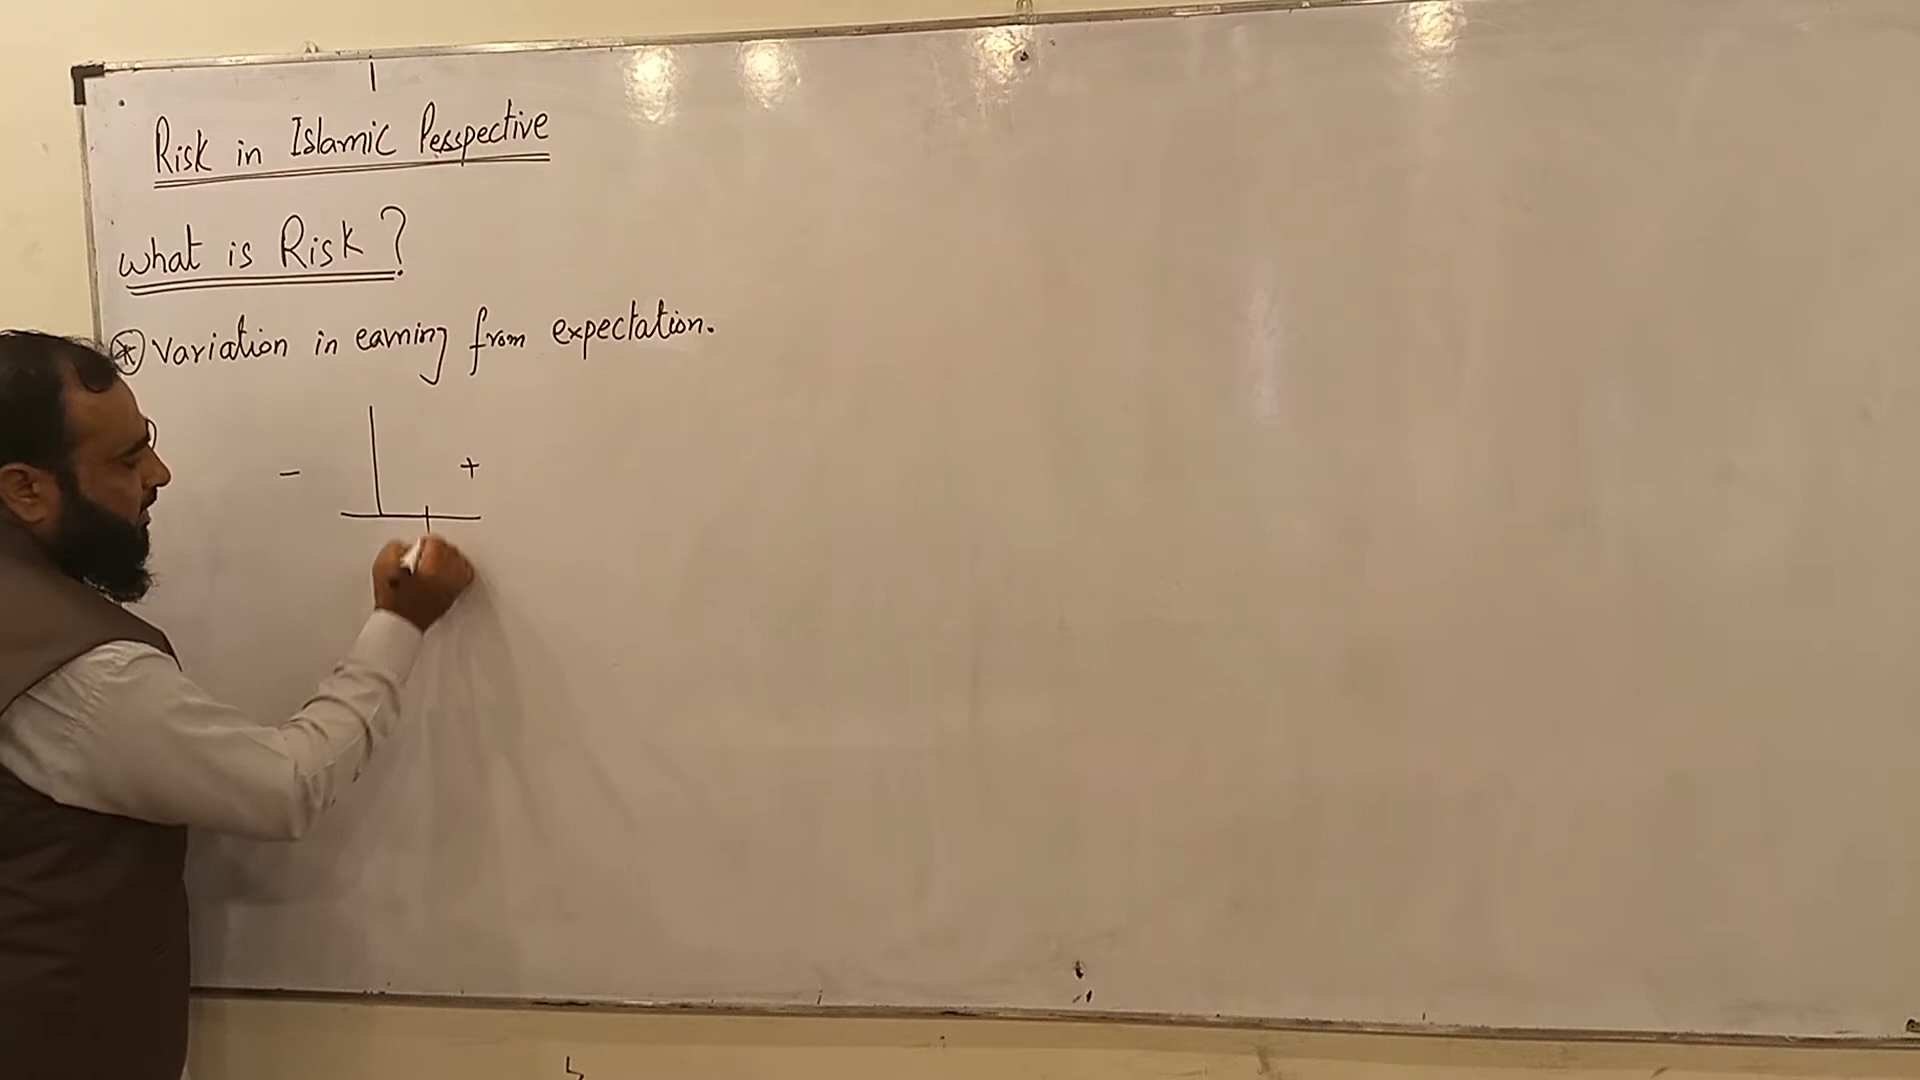 Risk in Islamic Perspective
What is Risk?
* Variation in earning from expectation.
- +